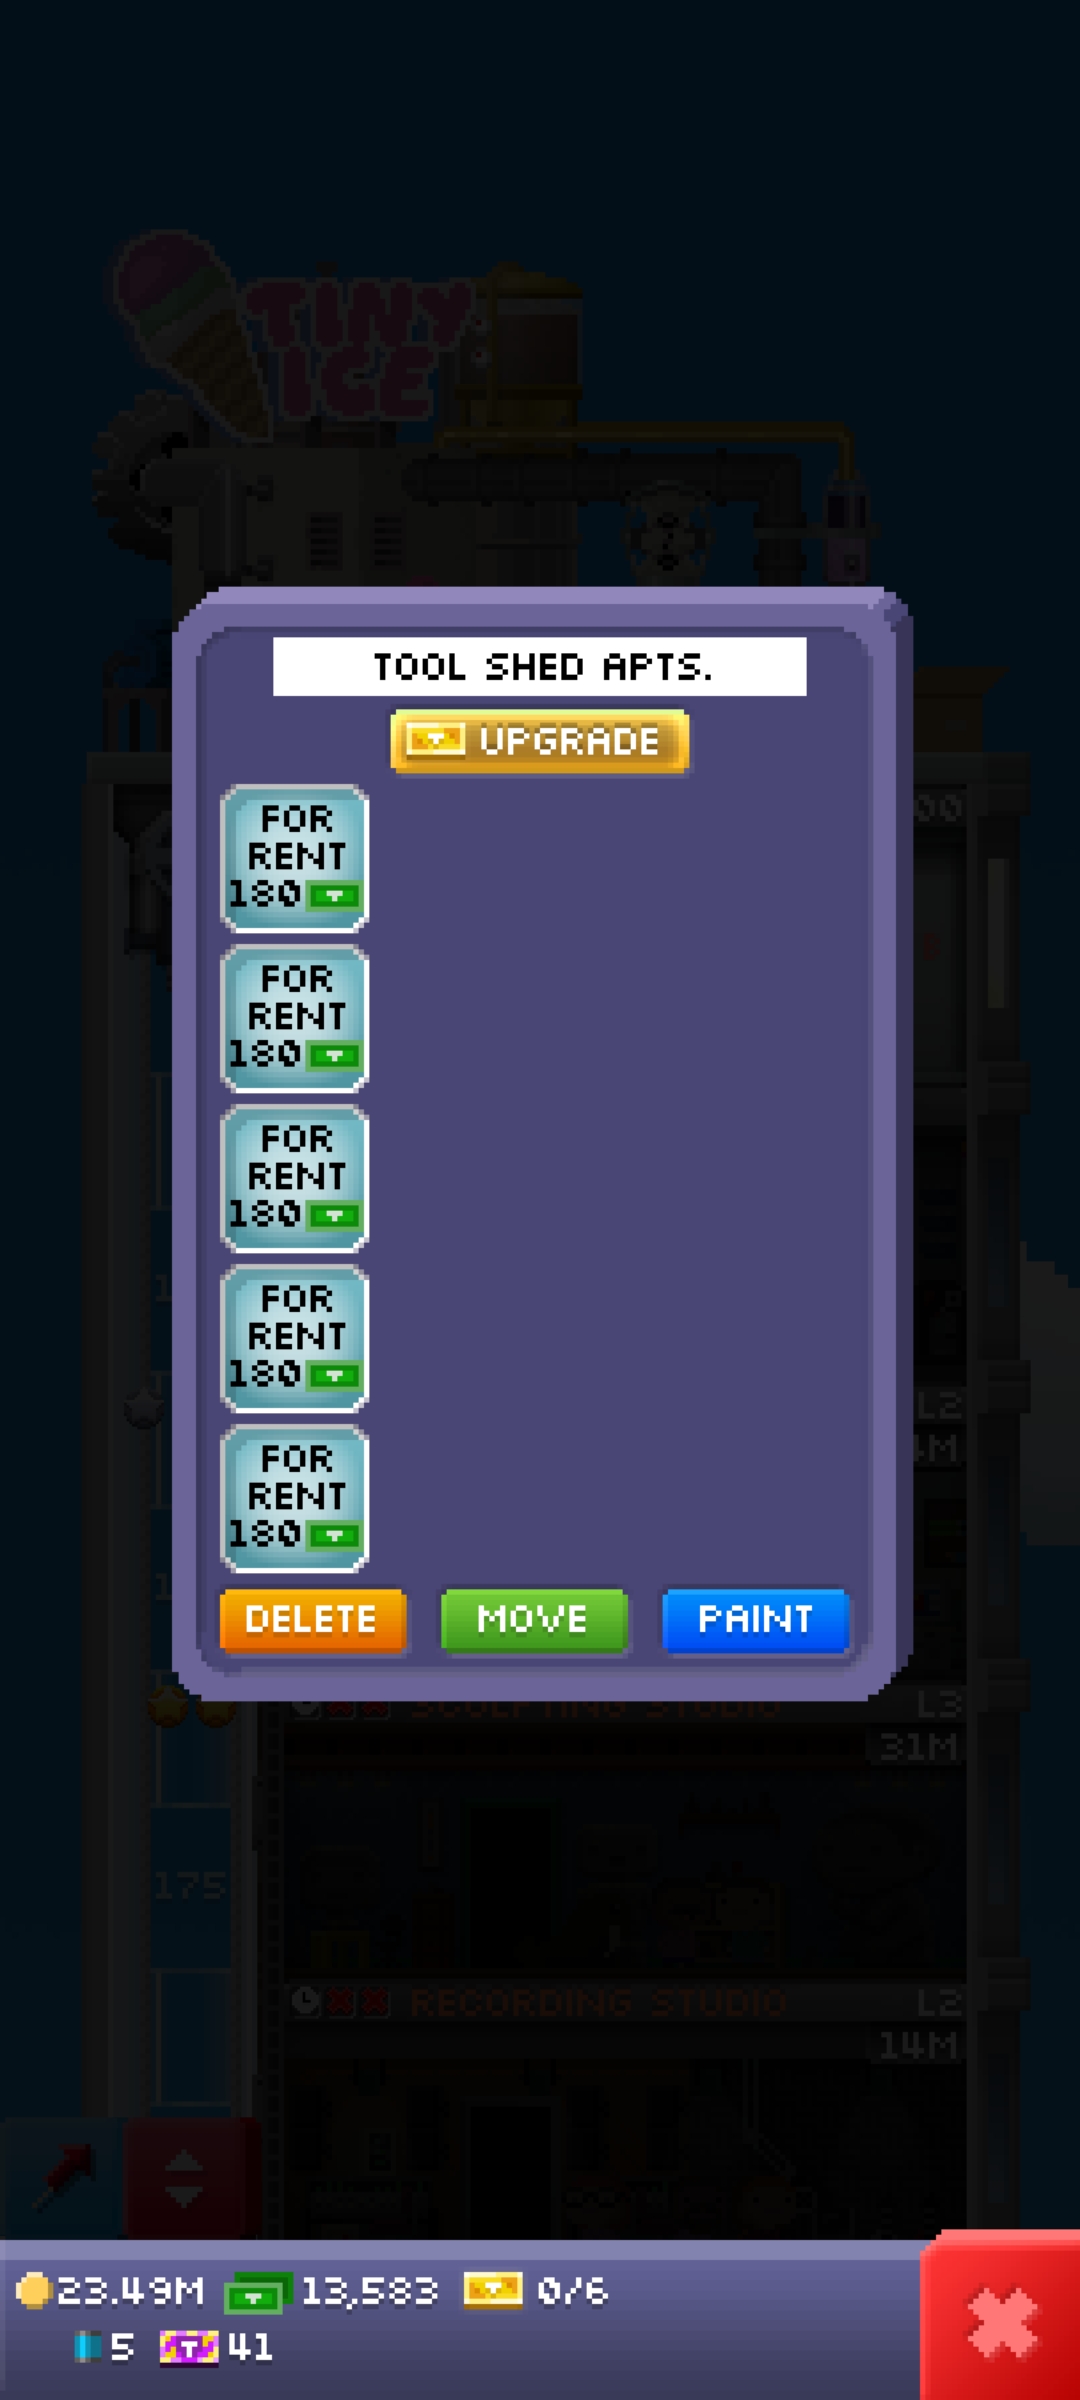 TINY
ICE
TOOL SHED APTS.
UPGRADE
FOR
RENT
180
FOR
RENT
180
FOR
RENT
180
FOR
RENT
180
FOR
RENT
180
DELETE
MOVE
PAINT
SCULPTING STUDIO
L3
31M
175
RECORDING STUDIO
L2
14M
23.49M
13,583
0/6
5
41